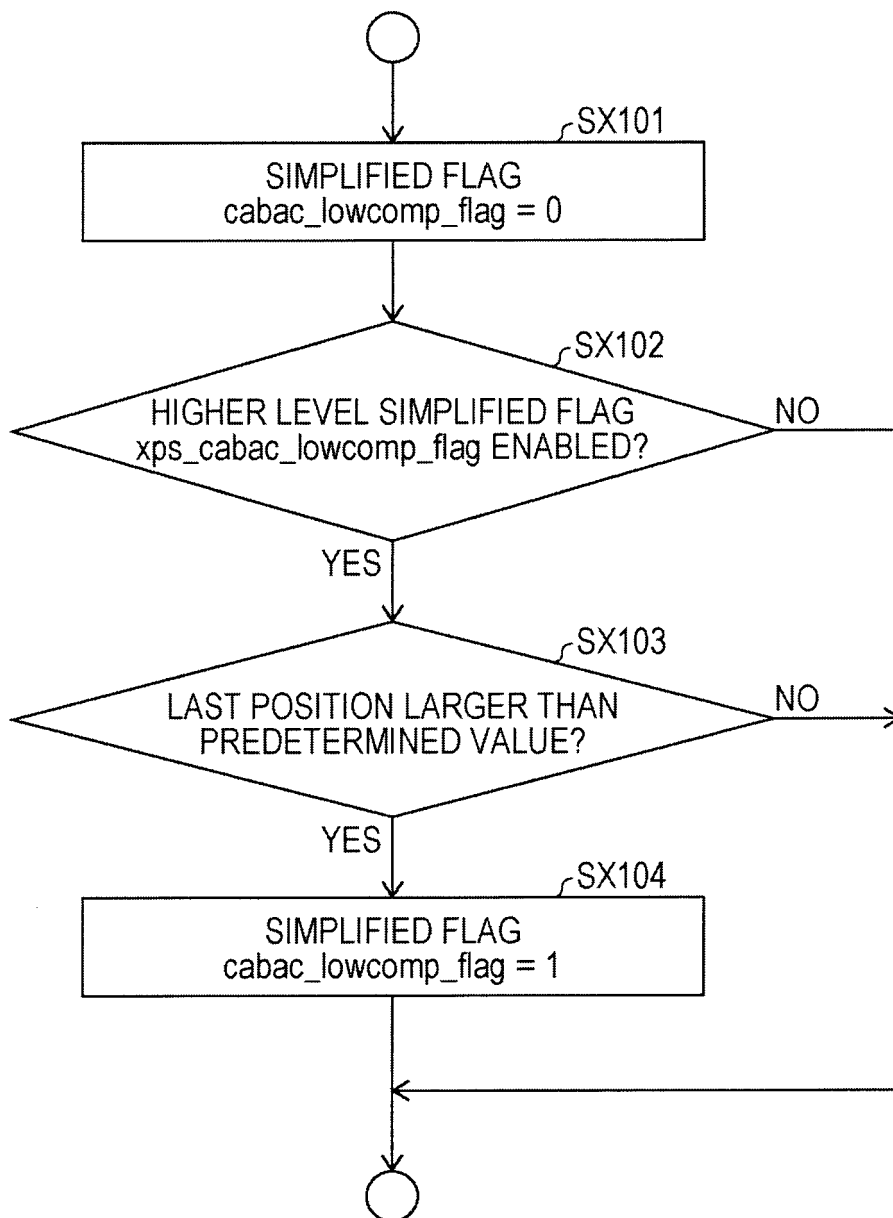 SX101
SIMPLIFIED FLAG
cabac_lowcomp_flag = 0
SX102
HIGHER LEVEL SIMPLIFIED FLAG
xps_cabac_lowcomp_flag ENABLED?
NO
YES
SX103
LAST POSITION LARGER THAN
PREDETERMINED VALUE?
NO
YES
SX104
SIMPLIFIED FLAG
cabac_lowcomp_flag = 1